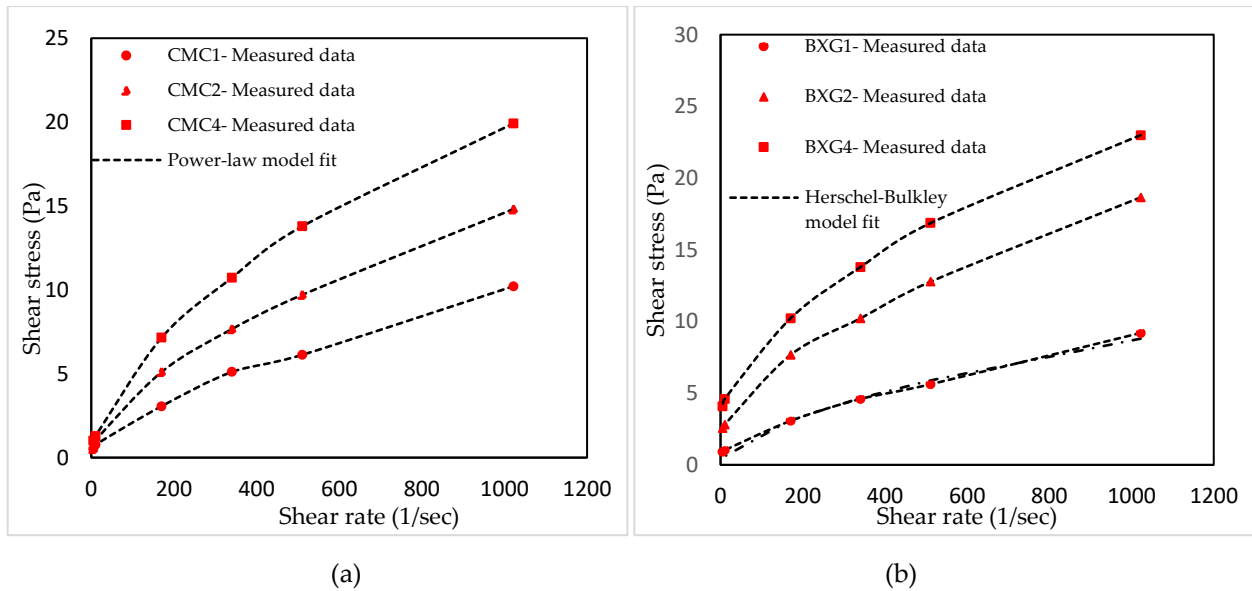 25
20
15
10
5
0
Shear stress (Pa)
CMC1- Measured data
CMC2- Measured data
CMC4- Measured data
Power-law model fit
0 200 400 600 800 1000 1200
Shear rate (1/sec)
(a)
30
25
20
15
10
5
0
Shear stress (Pa)
BXG1- Measured data
BXG2- Measured data
BXG4- Measured data
Herschel-Bulkley
model fit
0 200 400 600 800 1000 1200
Shear rate (1/sec)
(b)